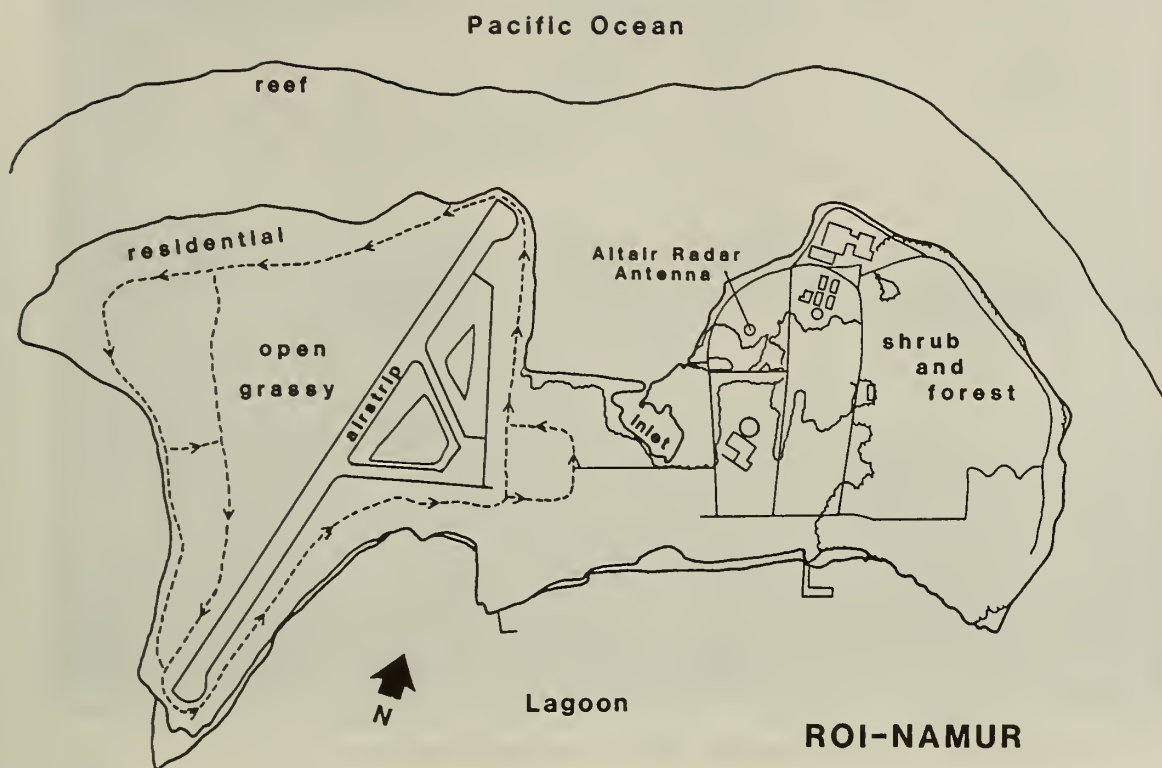 Pacific Ocean
reef
residential
Altair Radar
Antenna
open
grassy
airstrip
shrub
and
forest
inlet
N
Lagoon
ROI-NAMUR